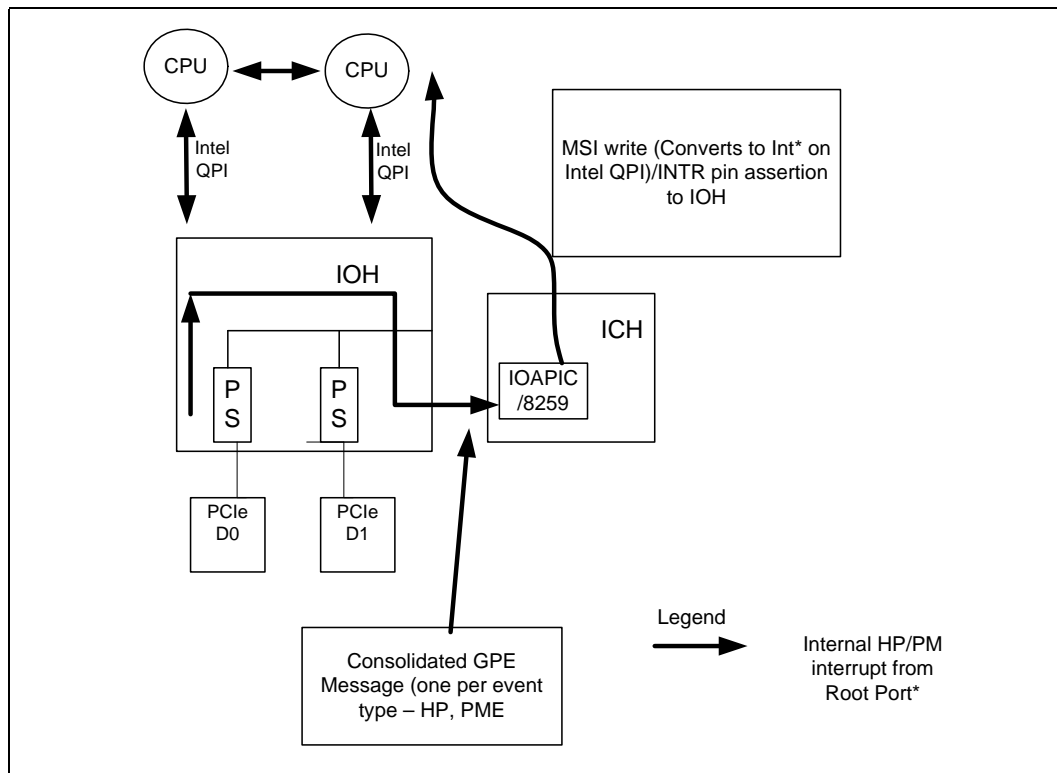 CPU
CPU
Intel
QPI
Intel
QPI
MSI write (Converts to Int* on
Intel QPI)/INTR pin assertion
to IOH
IOH
ICH
P
S
P
S
IOAPIC
/8259
PCIe
D0
PCIe
D1
Consolidated GPE
Message (one per event
type – HP, PME
Legend
Internal HP/PM
interrupt from
Root Port*